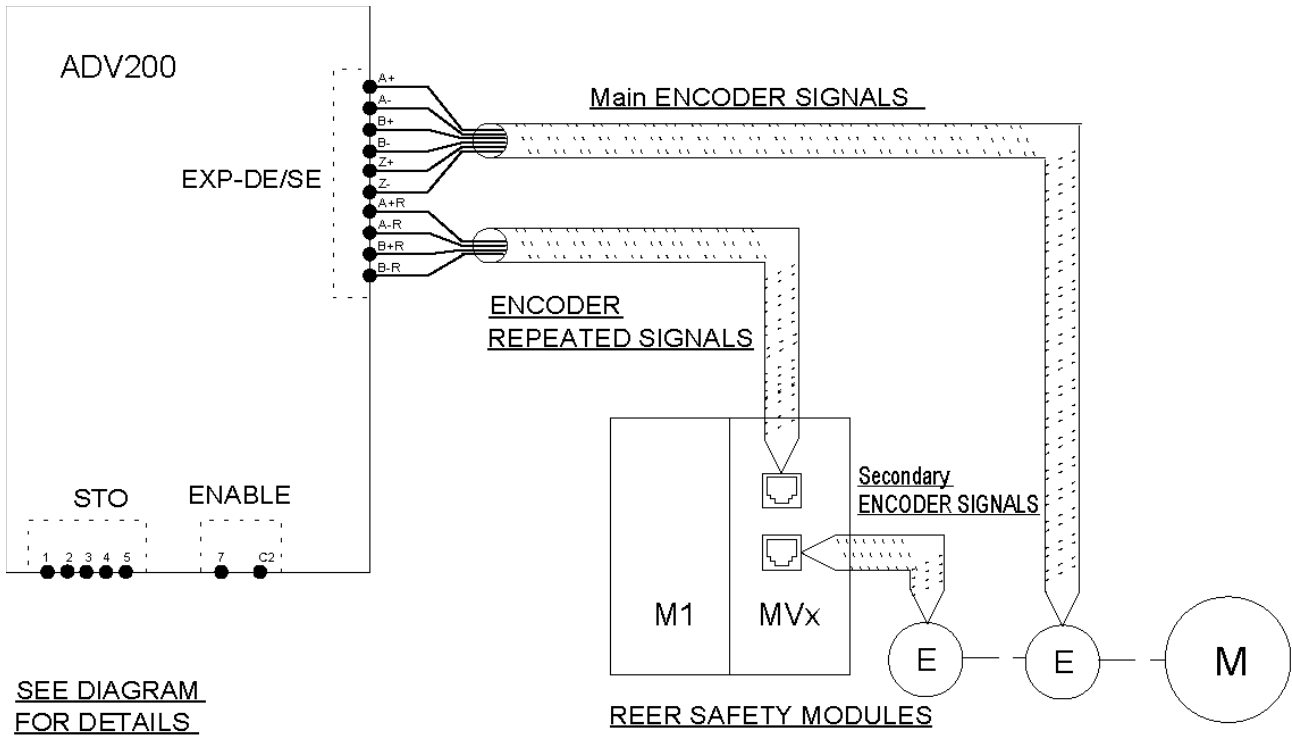 ADV200
EXP-DE/SE
A+
A-
B+
B-
Z+
Z-
A+R
A-R
B+R
B-R
Main ENCODER SIGNALS
ENCODER
REPEATED SIGNALS
Secondary
ENCODER SIGNALS
STO
1 2 3 4 5
ENABLE
7 C2
M1
MVx
E
E
M
REER SAFETY MODULES
SEE DIAGRAM
FOR DETAILS